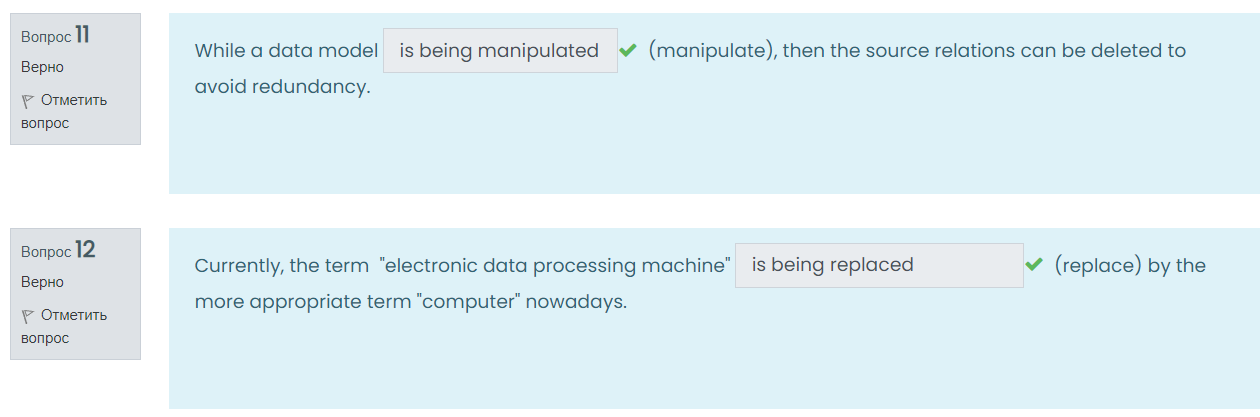 Вопрос 11
Верно
Отметить
вопрос
While a data model is being manipulated (manipulate), then the source relations can be deleted to
avoid redundancy.
Вопрос 12
Верно
Отметить
вопрос
Currently, the term "electronic data processing machine" is being replaced (replace) by the
more appropriate term "computer" nowadays.